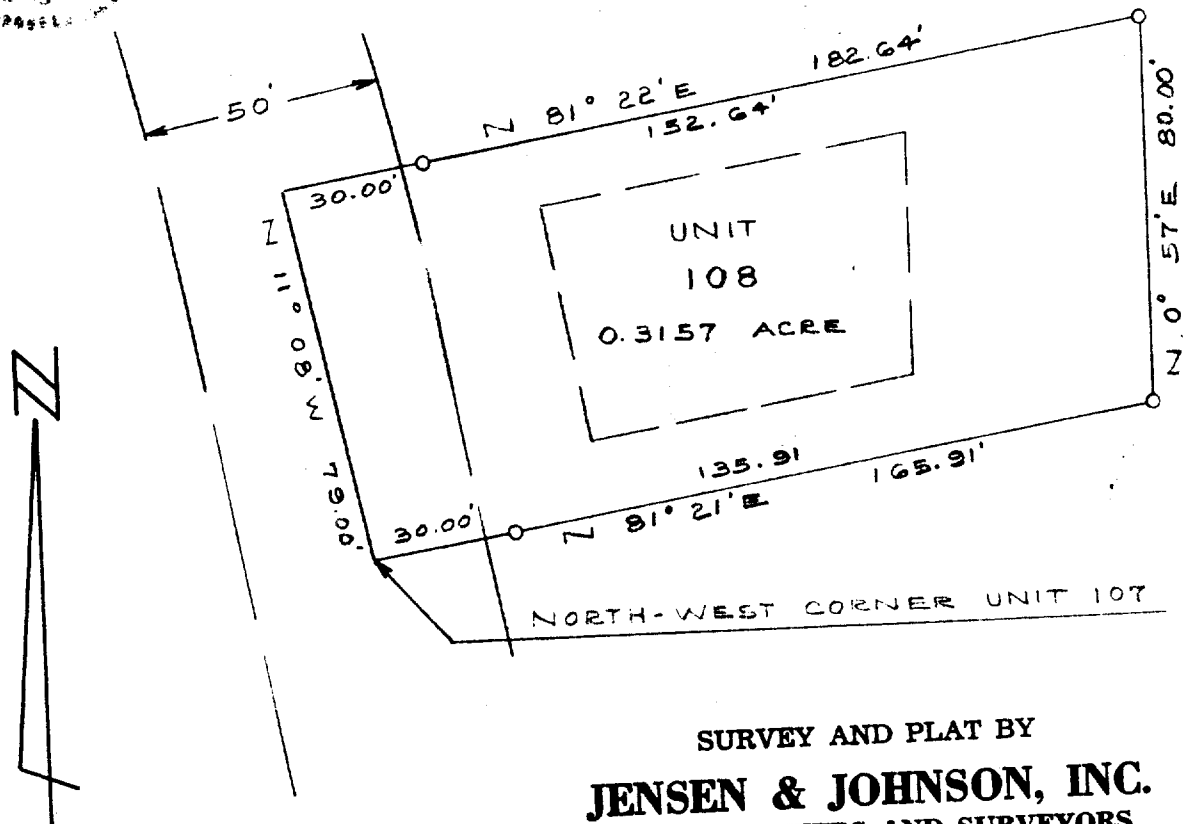 50'
N 81° 22' E
182.64'
152.64'
30.00'
N 0° 57' E 80.00'
UNIT
108
0.3157 ACRE
N 11° 08' W 79.00'
N
135.91
165.91'
30.00'
N 81° 21' E
NORTH-WEST CORNER UNIT 107
SURVEY AND PLAT BY
JENSEN & JOHNSON, INC.
AND SURVEYORS